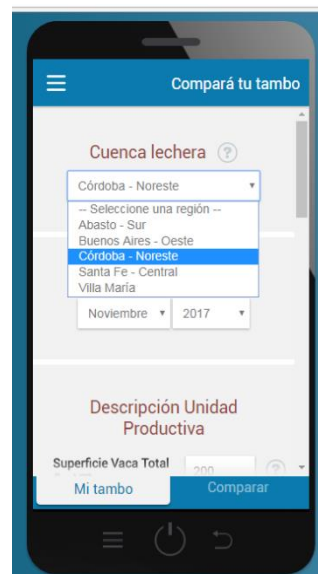 Compará tu tambo
Cuenca lechera ?
Córdoba - Noreste
-- Seleccione una región --
Abasto - Sur
Buenos Aires - Oeste
Córdoba - Noreste
Santa Fe - Central
Villa María
Noviembre 2017
Descripción Unidad
Productiva
Superficie Vaca Total
200 ?
Mi tambo Comparar